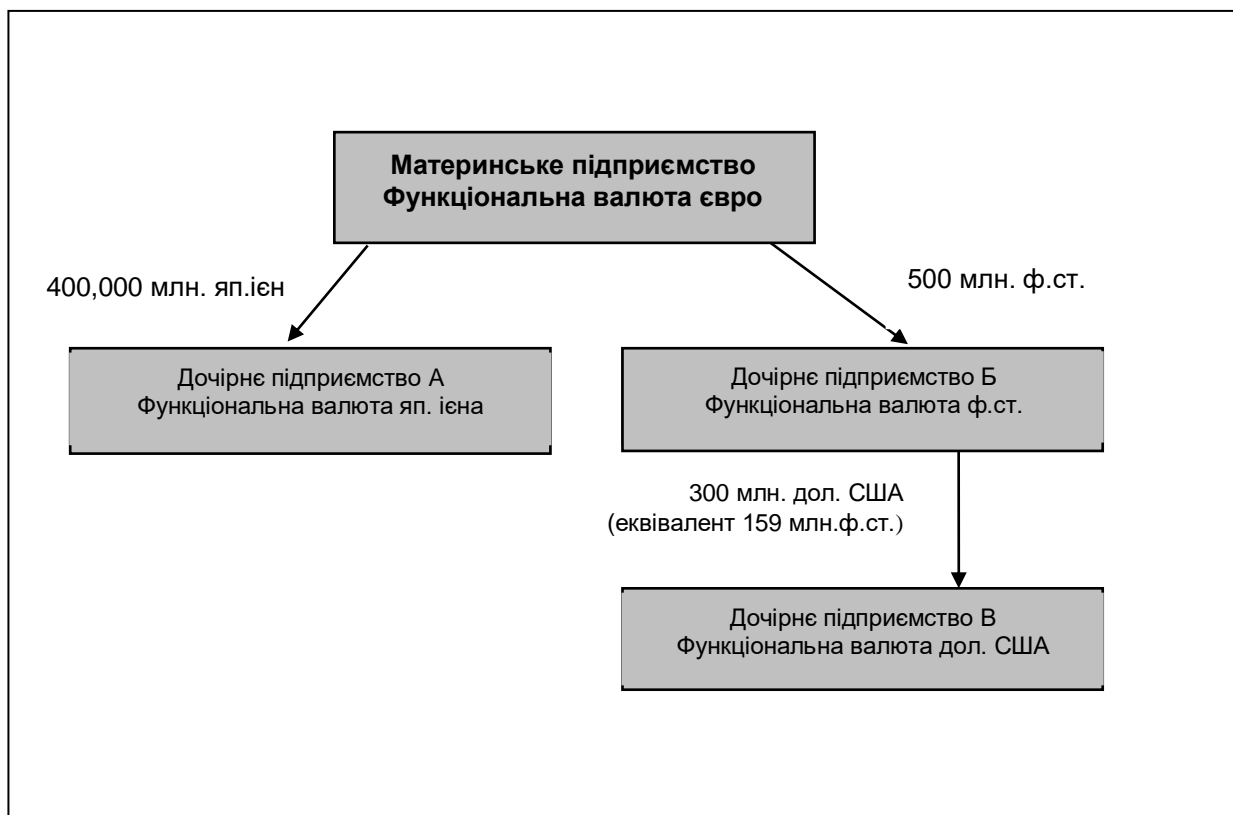 Материнське підприємство
Функціональна валюта євро
400,000 млн. яп.ієн
500 млн. ф.ст.
Дочірнє підприємство А
Функціональна валюта яп. ієна
Дочірнє підприємство Б
Функціональна валюта ф.ст.
300 млн. дол. США
(еквівалент 159 млн.ф.ст.)
Дочірнє підприємство В
Функціональна валюта дол. США